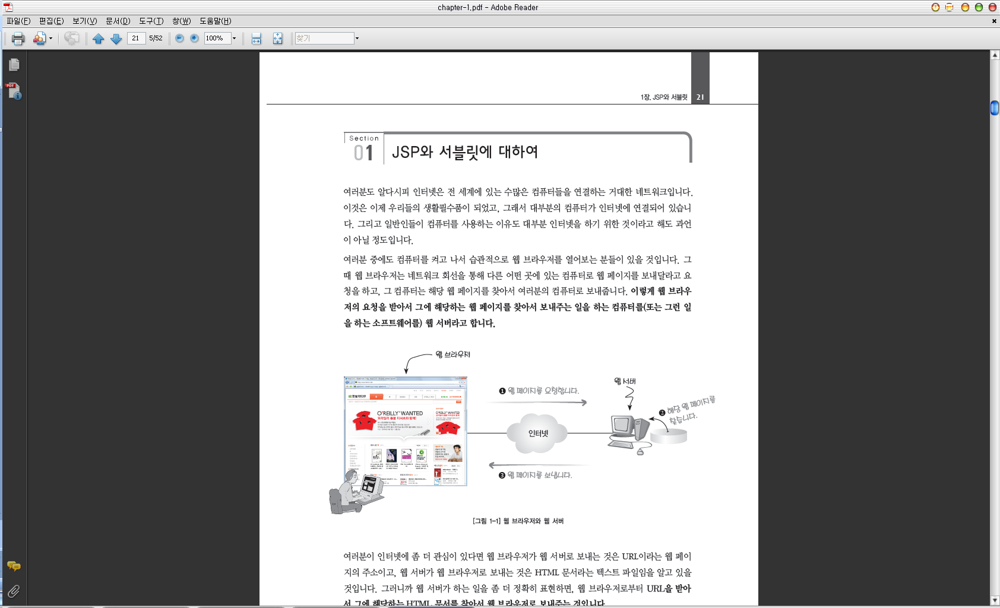 chapter-1.pdf - Adobe Reader
파일(F) 편집(E) 보기(V) 문서(D) 도구(T) 창(W) 도움말(H)
21 5/52 100% 찾기
1장. JSP와 서블릿 21
Section
01 JSP와 서블릿에 대하여
여러분도 알다시피 인터넷은 전 세계에 있는 수많은 컴퓨터들을 연결하는 거대한 네트워크입니다.
이것은 이제 우리들의 생활필수품이 되었고, 그래서 대부분의 컴퓨터가 인터넷에 연결되어 있습니
다. 그리고 일반인들이 컴퓨터를 사용하는 이유도 대부분 인터넷을 하기 위한 것이라고 해도 과언
이 아닐 정도입니다.
여러분 중에도 컴퓨터를 켜고 나서 습관적으로 웹 브라우저를 열어보는 분들이 있을 것입니다. 그
때 웹 브라우저는 네트워크 회선을 통해 다른 어떤 곳에 있는 컴퓨터로 웹 페이지를 보내달라고 요
청을 하고, 그 컴퓨터는 해당 웹 페이지를 찾아서 여러분의 컴퓨터로 보내줍니다. 이렇게 웹 브라우
저의 요청을 받아서 그에 해당하는 웹 페이지를 찾아서 보내주는 일을 하는 컴퓨터를(또는 그런 일
을 하는 소프트웨어를) 웹 서버라고 합니다.
웹 브라우저
웹 서버
❶ 웹 페이지를 요청합니다.
❷ 해당 웹 페이지를
찾습니다.
O'REILLY WANTED
오라일리 몸볼 티셔츠와 함께!
인터넷
❸ 웹 페이지를 보냅니다.
[그림 1-1] 웹 브라우저와 웹 서버
여러분이 인터넷에 좀 더 관심이 있다면 웹 브라우저가 웹 서버로 보내는 것은 URL이라는 웹 페이
지의 주소이고, 웹 서버가 웹 브라우저로 보내는 것은 HTML 문서라는 텍스트 파일임을 알고 있을
것입니다. 그러니까 웹 서버가 하는 일을 좀 더 정확히 표현하면, 웹 브라우저로부터 URL을 받아
서 그에 해당하는 HTML 문서를 찾아서 웹 브라우저로 보내주는 것입니다.